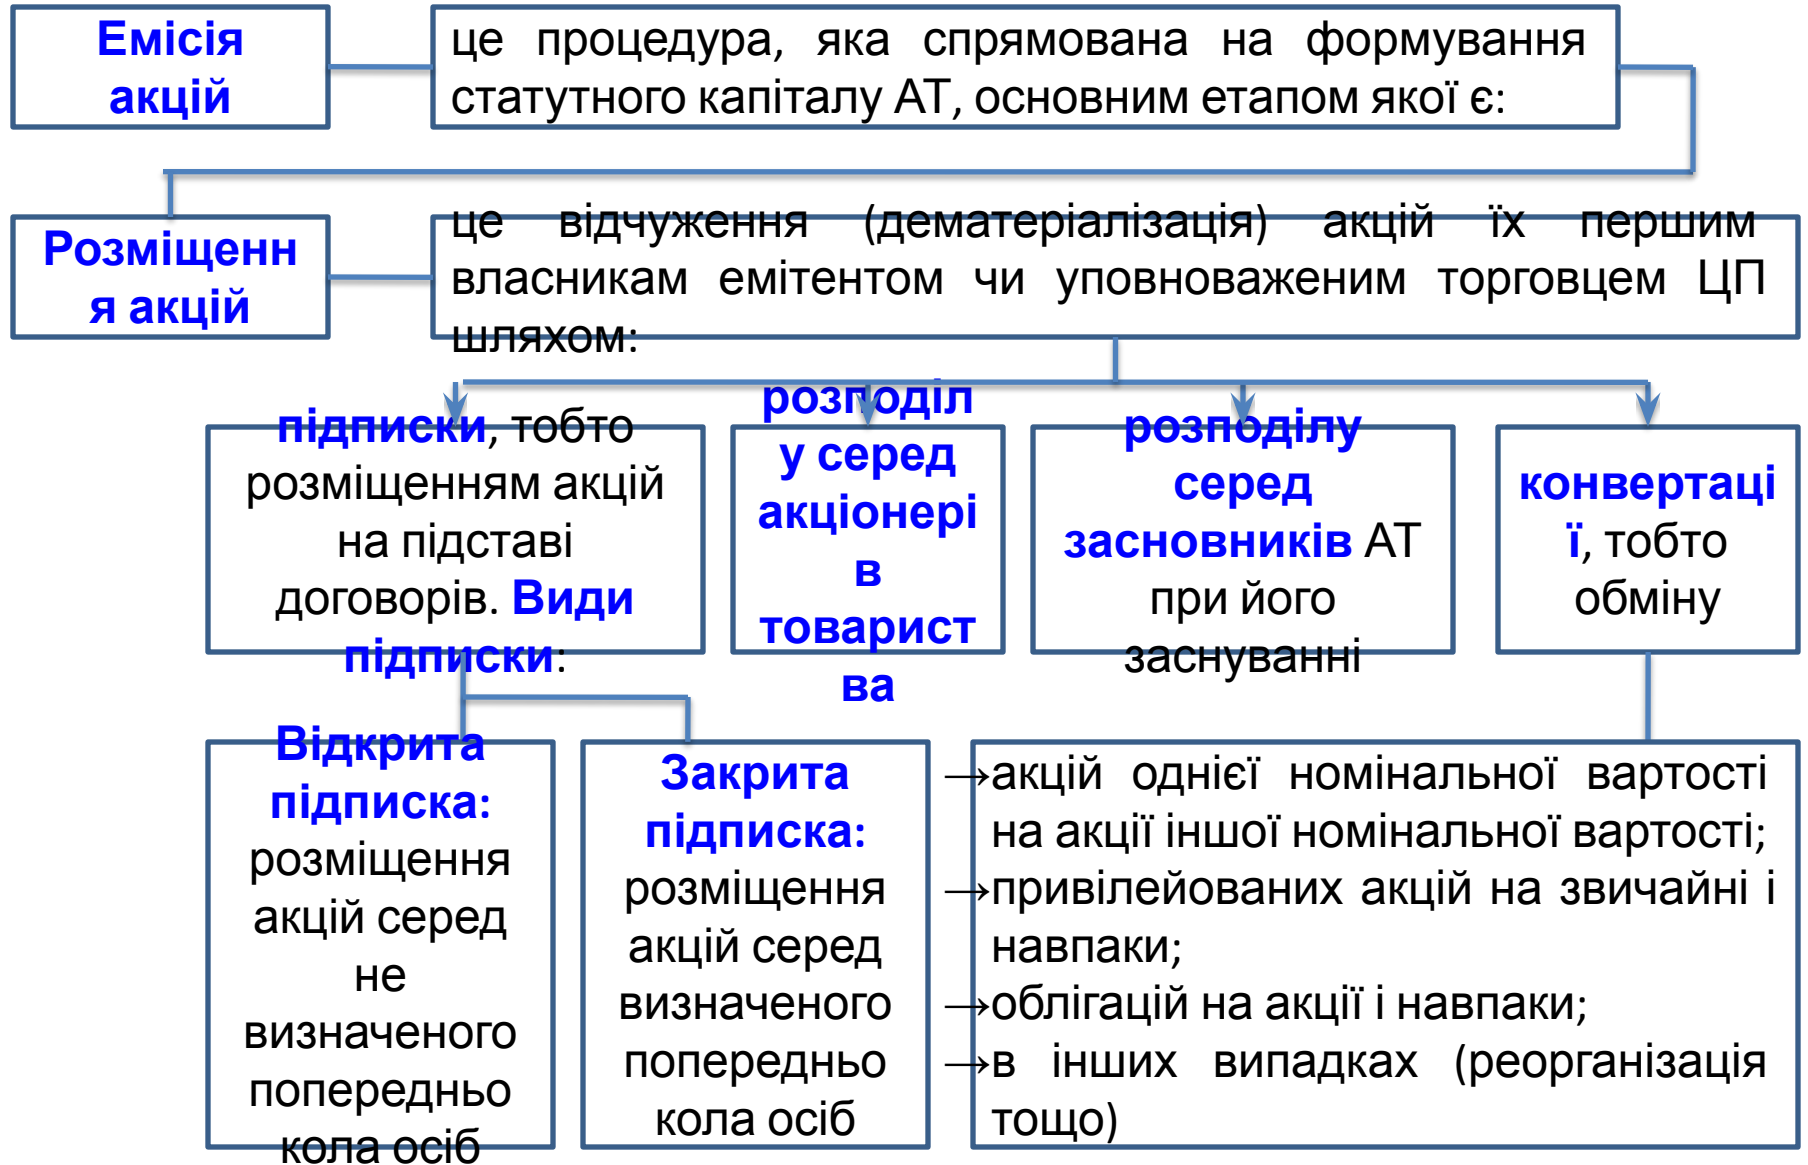 Емісія
акцій
це процедура, яка спрямована на формування
статутного капіталу АТ, основним етапом якої є:
Розміщенн
я акцій
це відчуження (дематеріалізація) акцій їх першим
власникам емітентом чи уповноваженим торговцем ЦП
шляхом:
підписки, тобто
розміщенням акцій
на підставі
договорів. Види
підписки:
розподіл
у серед
акціонері
в
товарист
ва
розподілу
серед
засновників АТ
при його
заснуванні
конвертаці
ї, тобто
обміну
Відкрита
підписка:
розміщення
акцій серед
не
визначеного
попередньо
кола осіб
Закрита
підписка:
розміщення
акцій серед
визначеного
попередньо
кола осіб
→акцій однієї номінальної вартості
на акції іншої номінальної вартості;
→привілейованих акцій на звичайні і
навпаки;
→облігацій на акції і навпаки;
→в інших випадках (реорганізація
тощо)